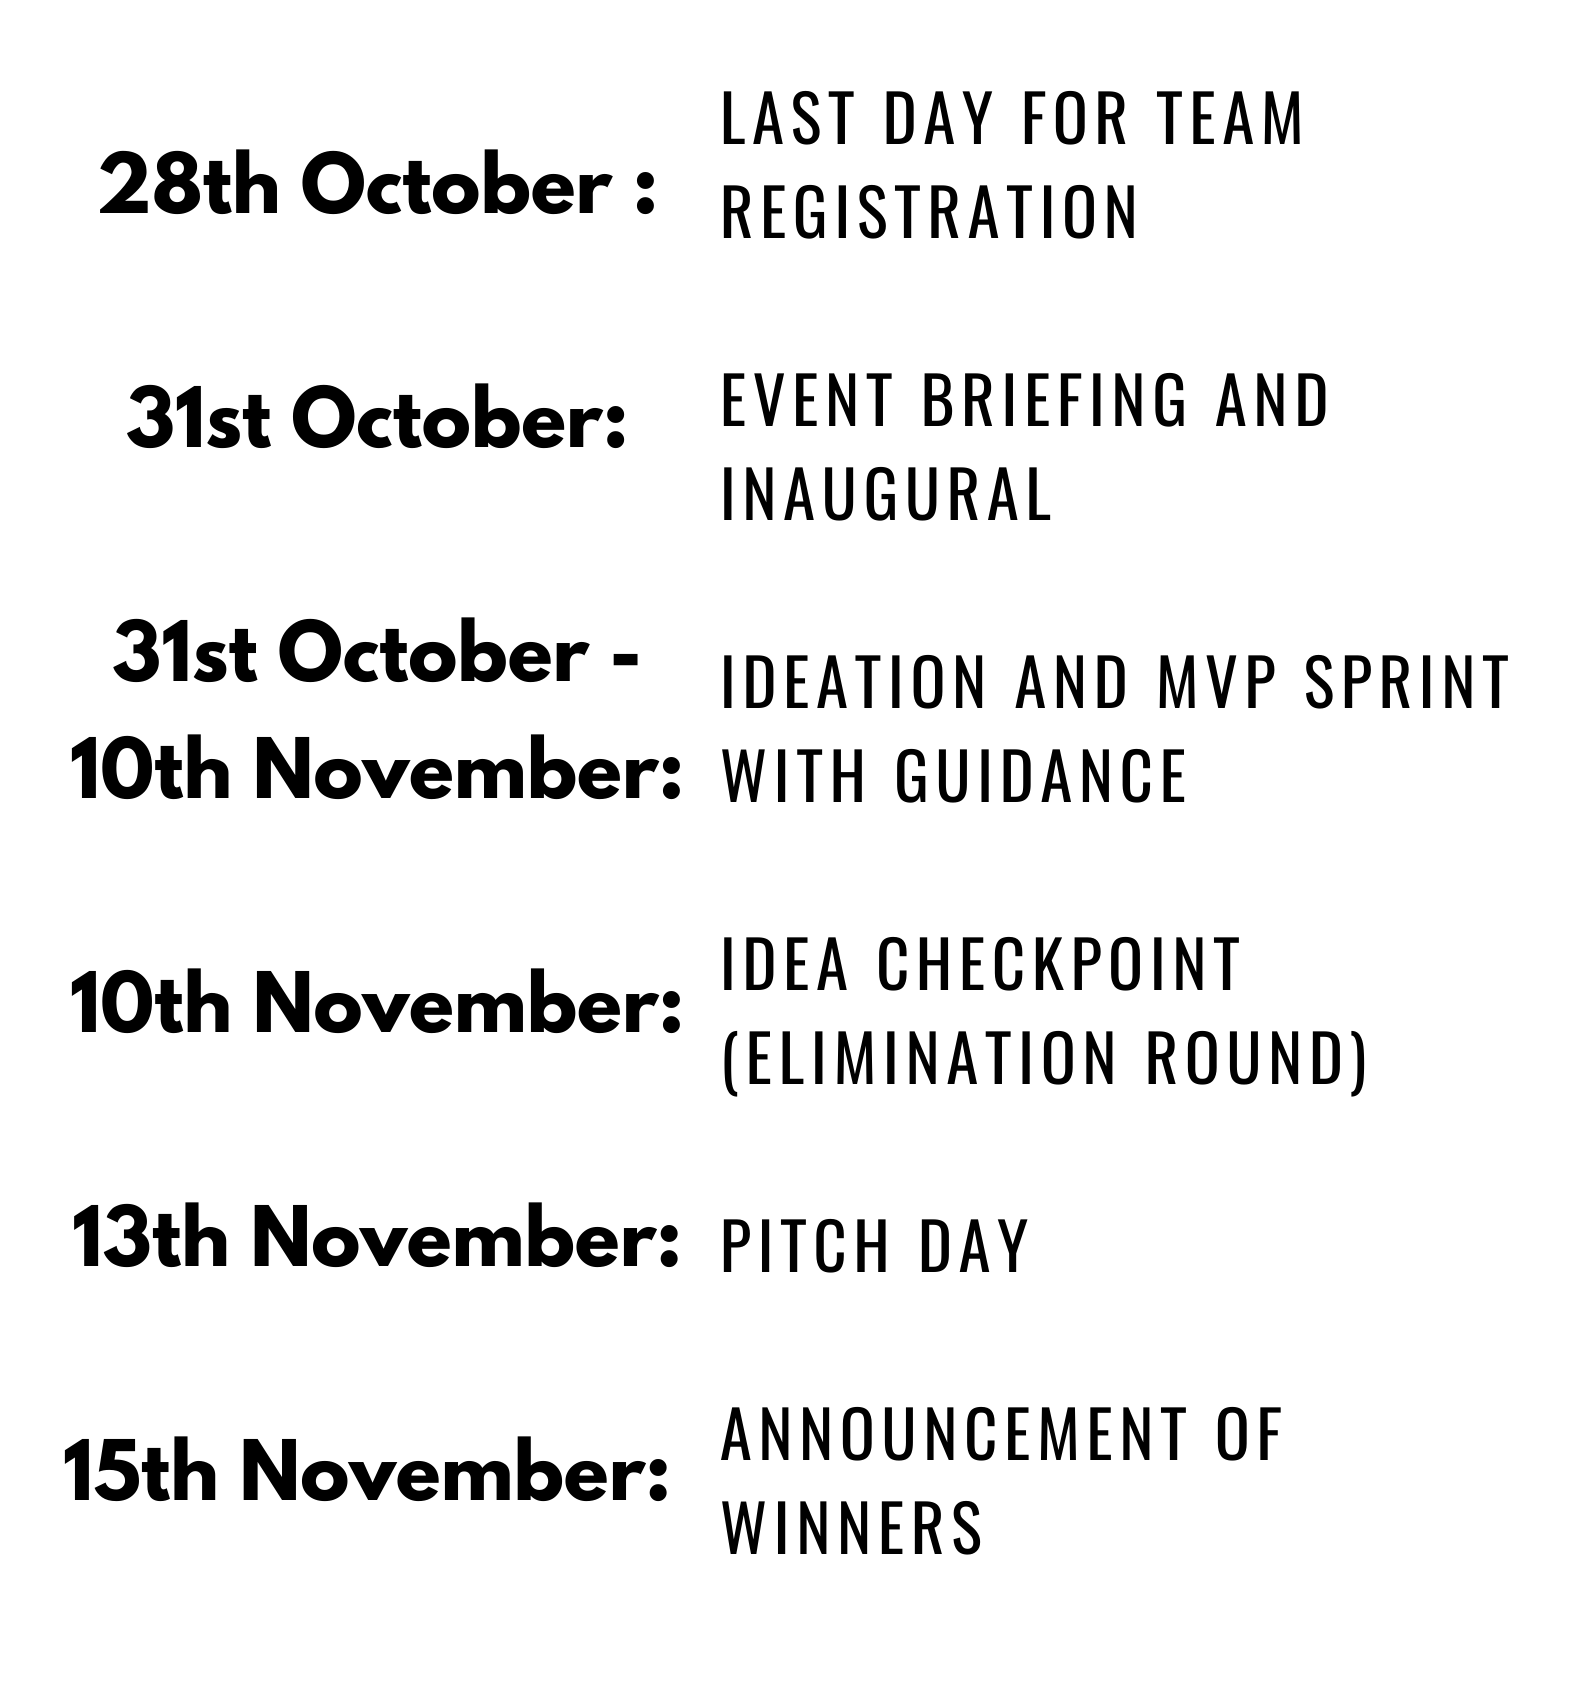 28th October :
LAST DAY FOR TEAM
REGISTRATION
31st October:
EVENT BRIEFING AND
INAUGURAL
31st October -
10th November:
IDEATION AND MVP SPRINT
WITH GUIDANCE
10th November:
IDEA CHECKPOINT
(ELIMINATION ROUND)
13th November:
PITCH DAY
15th November:
ANNOUNCEMENT OF
WINNERS